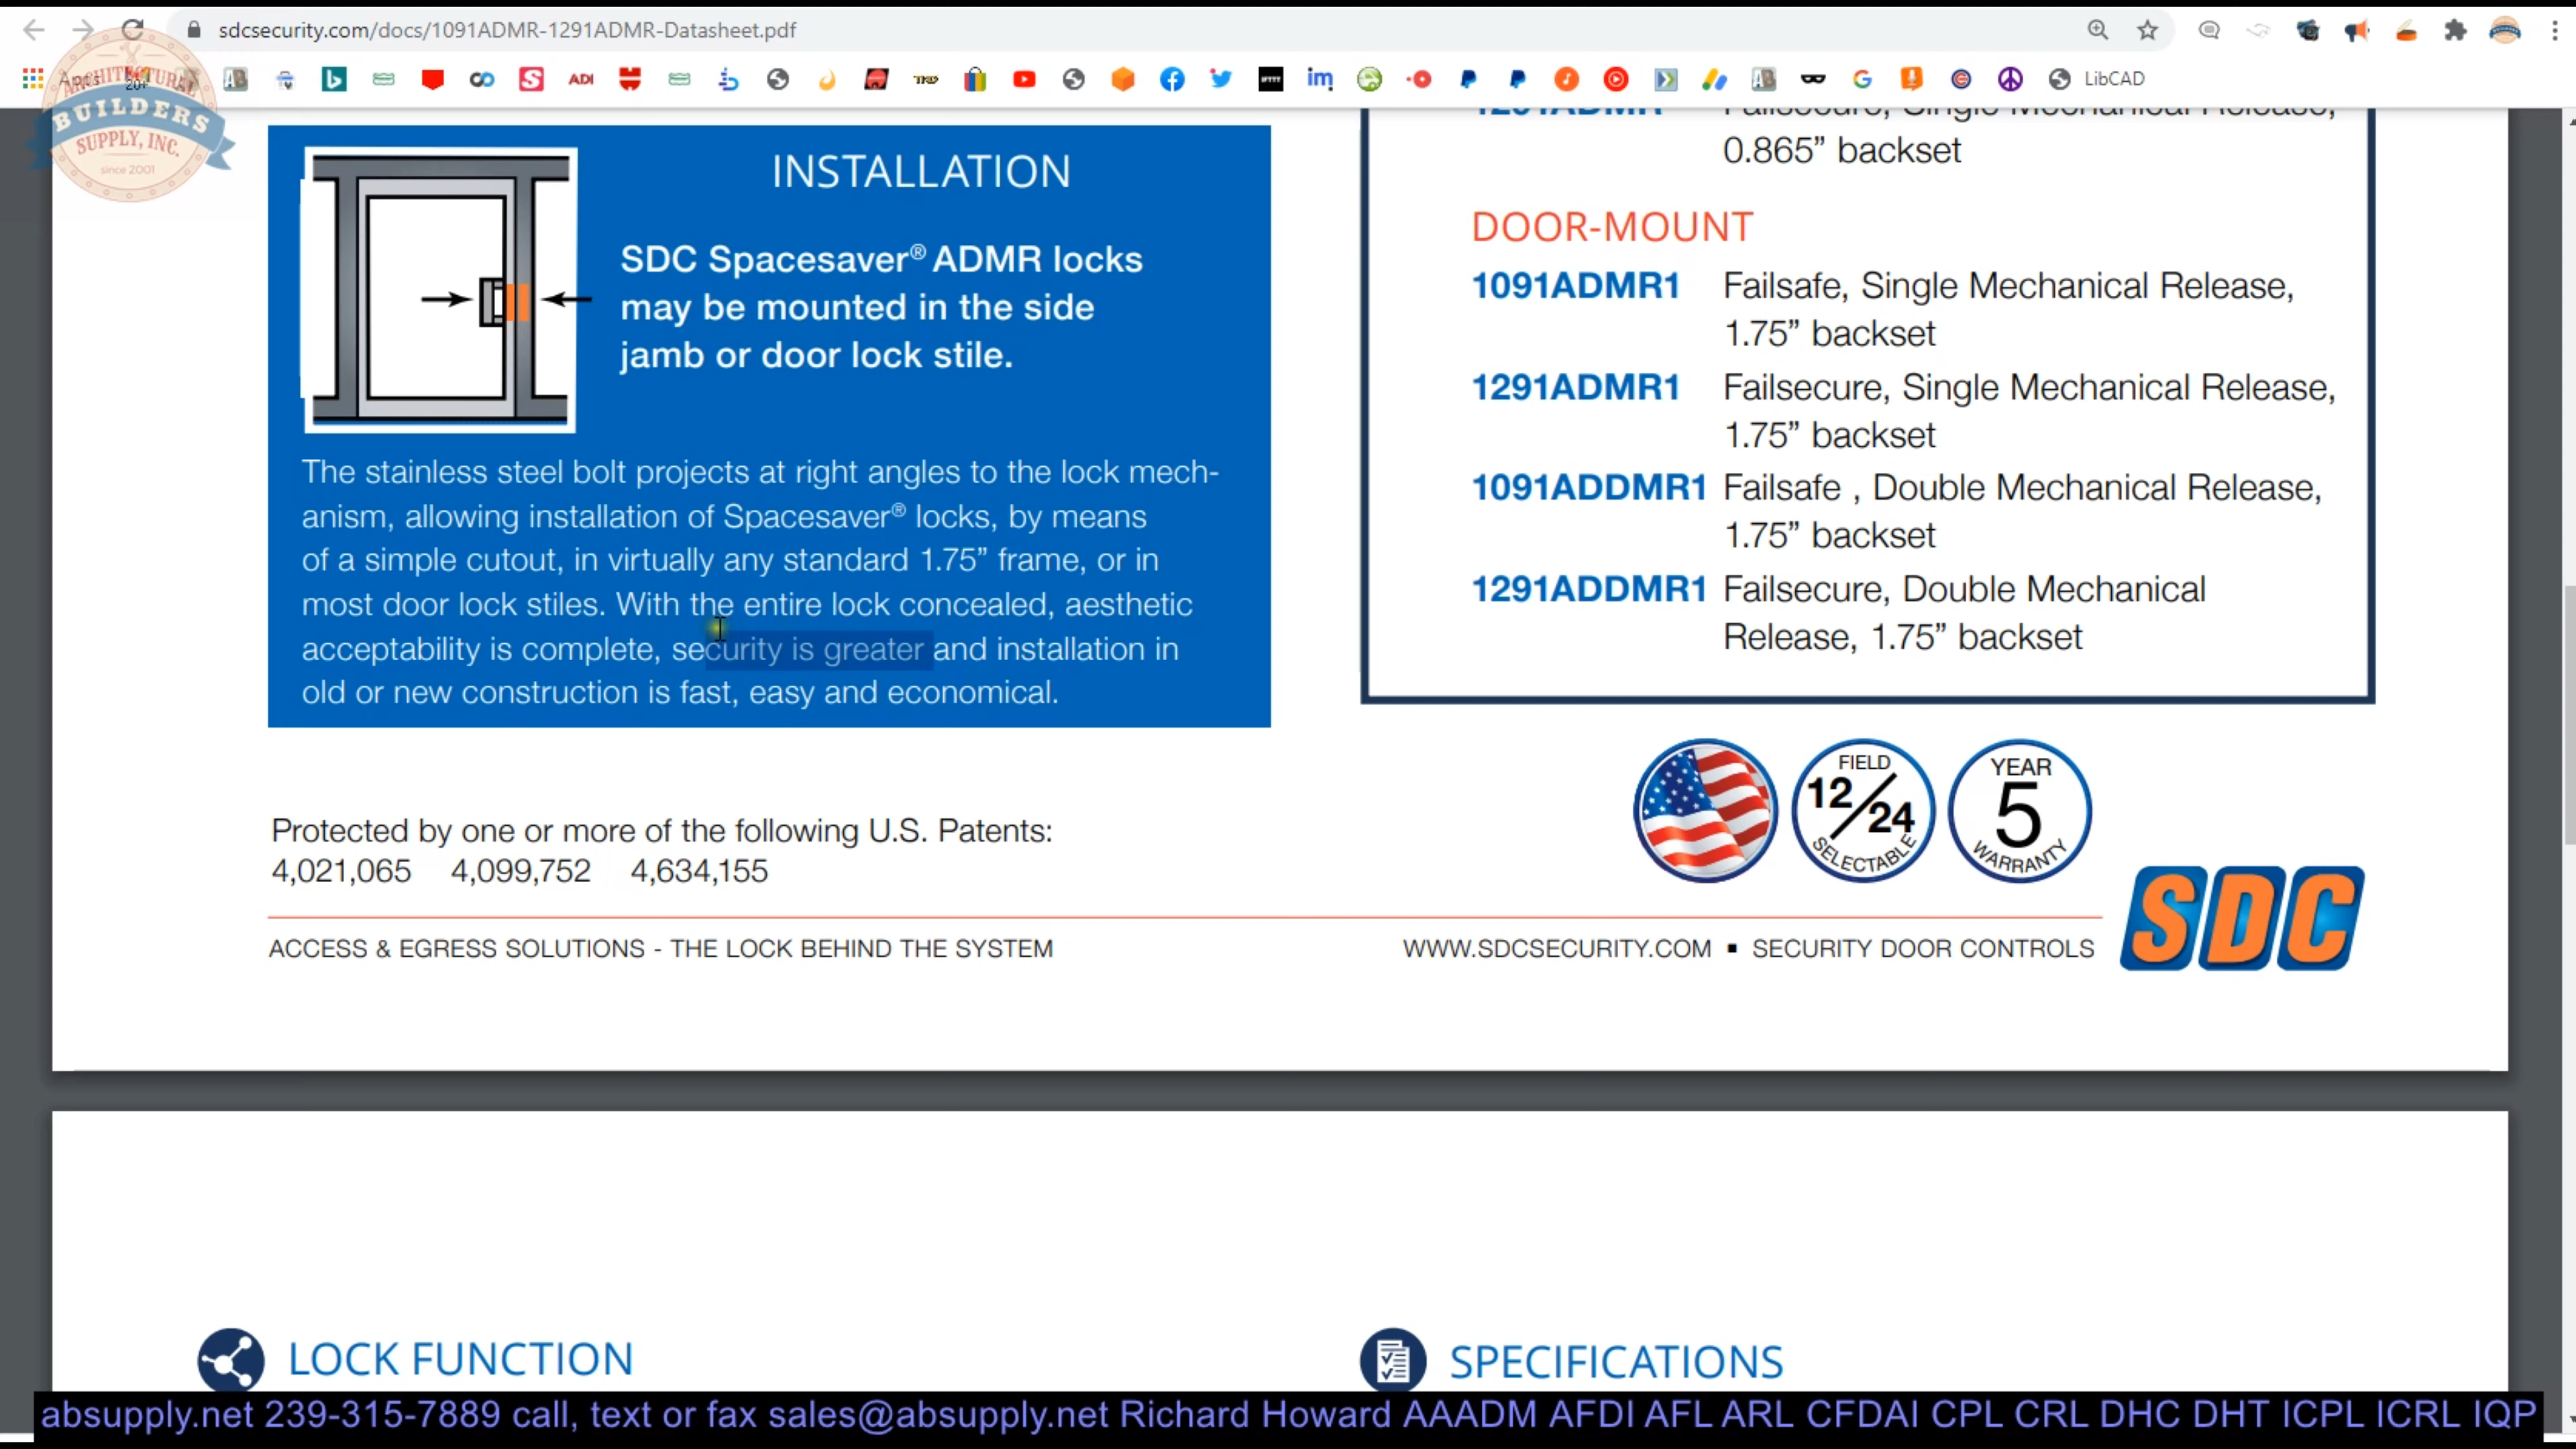 sdcsecurity.com/docs/1091ADMR-1291ADMR-Datasheet.pdf
Apps
20+
LibCAD
ARCHITECTURAL
BUILDERS
SUPPLY, INC.
since 2001
INSTALLATION
SDC Spacesaver® ADMR locks
may be mounted in the side
jamb or door lock stile.
The stainless steel bolt projects at right angles to the lock mech-
anism, allowing installation of Spacesaver® locks, by means
of a simple cutout, in virtually any standard 1.75” frame, or in
most door lock stiles. With the entire lock concealed, aesthetic
acceptability is complete, security is greater and installation in
old or new construction is fast, easy and economical.
Protected by one or more of the following U.S. Patents:
4,021,065 4,099,752 4,634,155
1291ADMR Failsecure, Single Mechanical Release,
0.865” backset
DOOR-MOUNT
1091ADMR1 Failsafe, Single Mechanical Release,
1.75” backset
1291ADMR1 Failsecure, Single Mechanical Release,
1.75” backset
1091ADDMR1 Failsafe , Double Mechanical Release,
1.75” backset
1291ADDMR1 Failsecure, Double Mechanical
Release, 1.75” backset
FIELD
12/24
SELECTABLE
YEAR
5
WARRANTY
ACCESS & EGRESS SOLUTIONS - THE LOCK BEHIND THE SYSTEM
WWW.SDCSECURITY.COM ▪ SECURITY DOOR CONTROLS
SDC
LOCK FUNCTION
SPECIFICATIONS
absupply.net 239-315-7889 call, text or fax sales@absupply.net Richard Howard AAADM AFDI AFL ARL CFDAI CPL CRL DHC DHT ICPL ICRL IQP